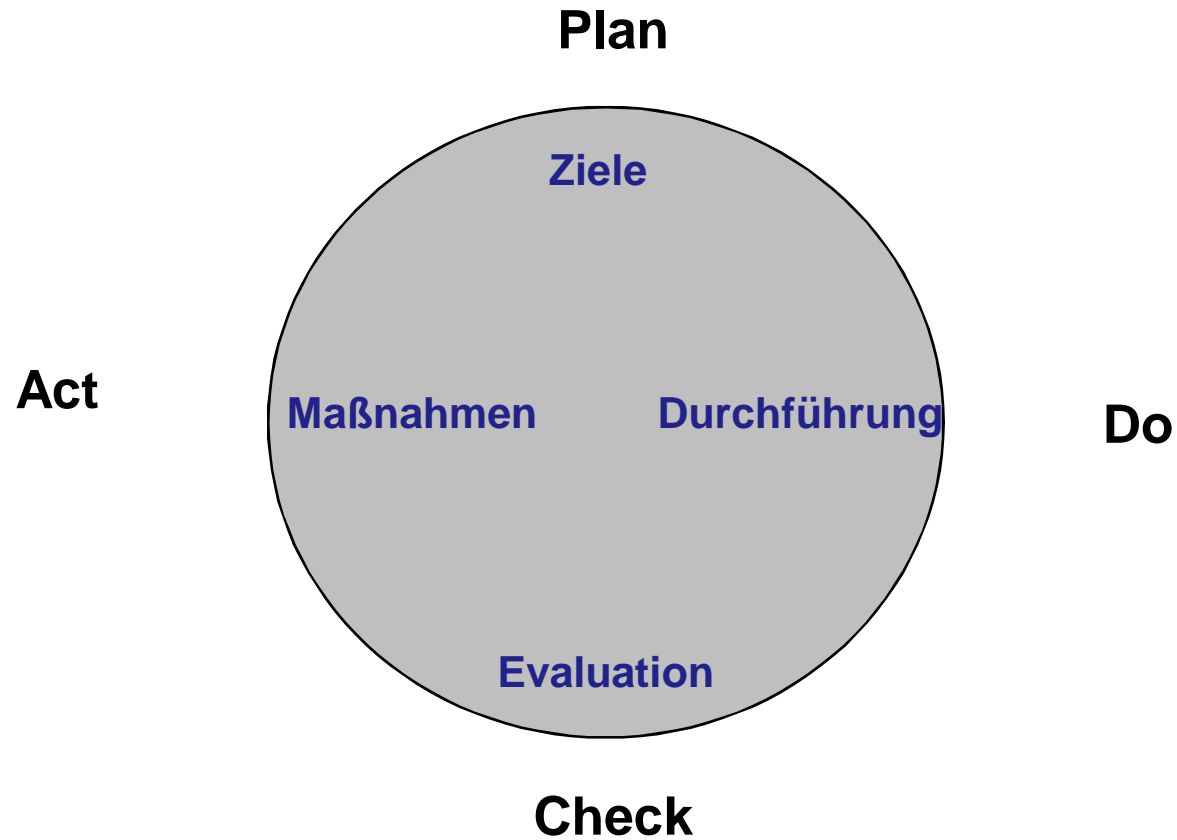 Plan
Ziele
Act
Maßnahmen
Durchführung
Do
Evaluation
Check